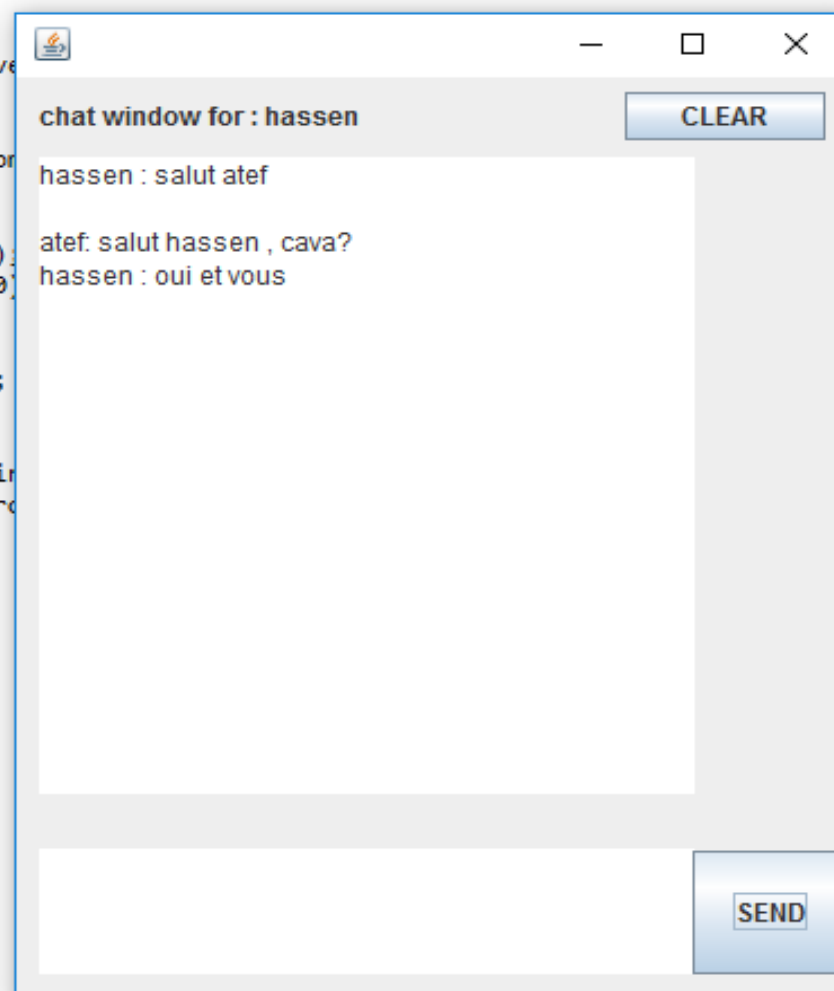 chat window for : hassen
CLEAR
hassen : salut atef
atef: salut hassen , cava?
hassen : oui et vous
SEND